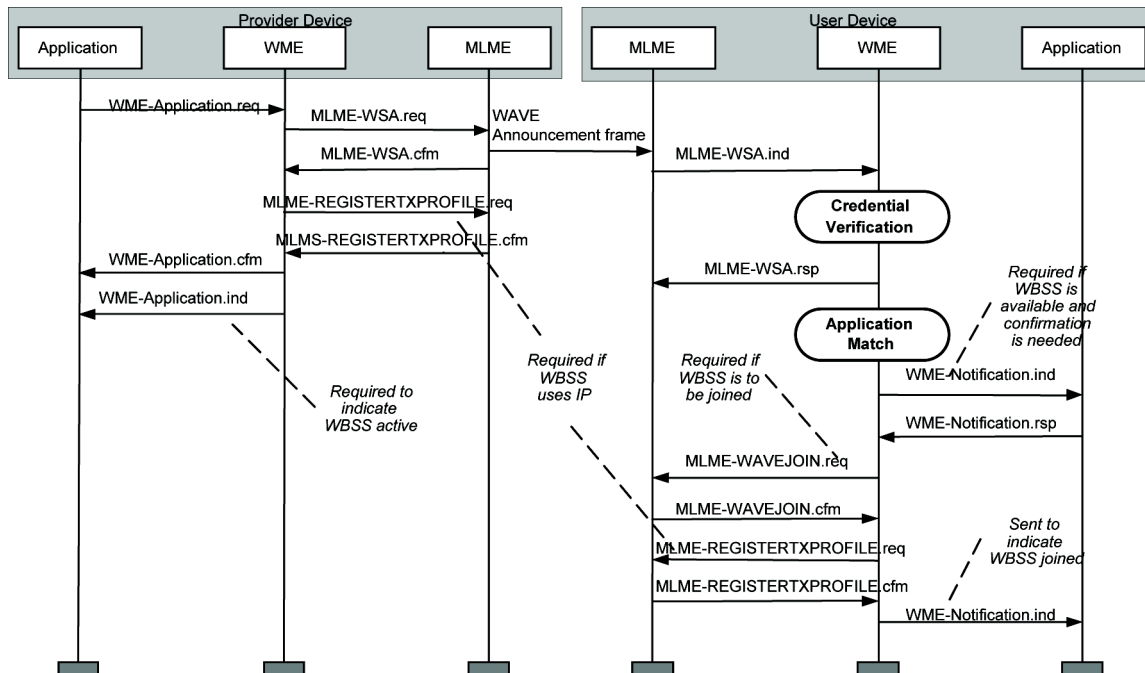 Provider Device
User Device
Application
WME
MLME
MLME
WME
Application
WME-Application.req
MLME-WSA.req
WAVE
Announcement frame
MLME-WSA.cfm
MLME-WSA.ind
MLME-REGISTERTXPROFILE.req
Credential
Verification
MLMS-REGISTERTXPROFILE.cfm
WME-Application.cfm
MLME-WSA.rsp
WME-Application.ind
Required if
WBSS is
available and
confirmation
is needed
Application
Match
Required if
WBSS
uses IP
Required if
WBSS is to
be joined
WME-Notification.ind
Required to
indicate
WBSS active
WME-Notification.rsp
MLME-WAVEJOIN.req
MLME-WAVEJOIN.cfm
Sent to
indicate
WBSS joined
MLME-REGISTERTXPROFILE.req
MLME-REGISTERTXPROFILE.cfm
WME-Notification.ind